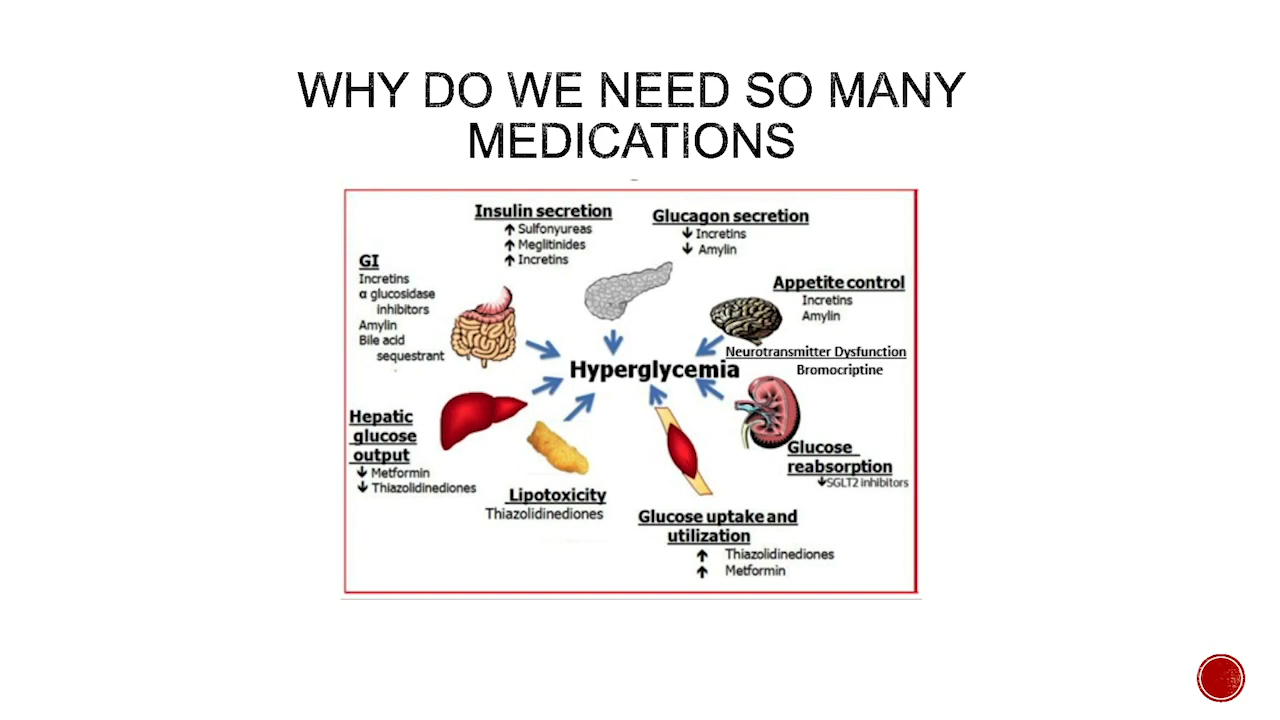 WHY DO WE NEED SO MANY
MEDICATIONS
Insulin secretion
↑ Sulfonyureas
↑ Meglitinides
↑ Incretins
Glucagon secretion
↓ Incretins
↓ Amylin
GI
Incretins
α glucosidase
inhibitors
Amylin
Bile acid
sequestrant
Appetite control
Incretins
Amylin
Neurotransmitter Dysfunction
Bromocriptine
Hyperglycemia
Hepatic
glucose
output
↓ Metformin
↓ Thiazolidinediones
Lipotoxicity
Thiazolidinediones
Glucose uptake and
utilization
↑ Thiazolidinediones
↑ Metformin
Glucose
reabsorption
↓SGLT2 inhibitors